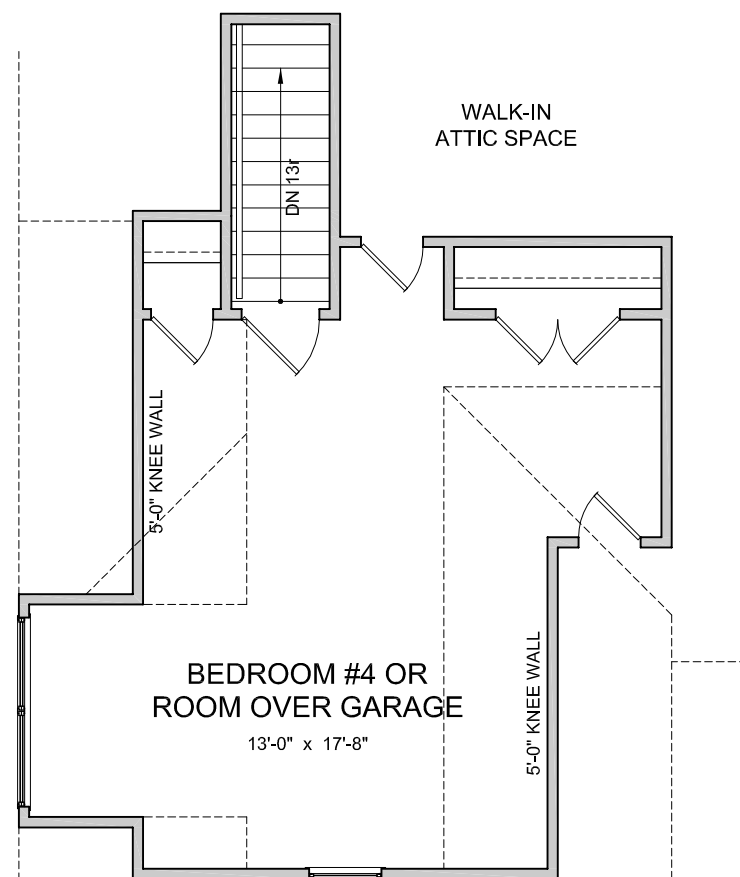 WALK-IN
ATTIC SPACE
DN 13r
5'-0" KNEE WALL
BEDROOM #4 OR
ROOM OVER GARAGE
13'-0" x 17'-8"
5'-0" KNEE WALL